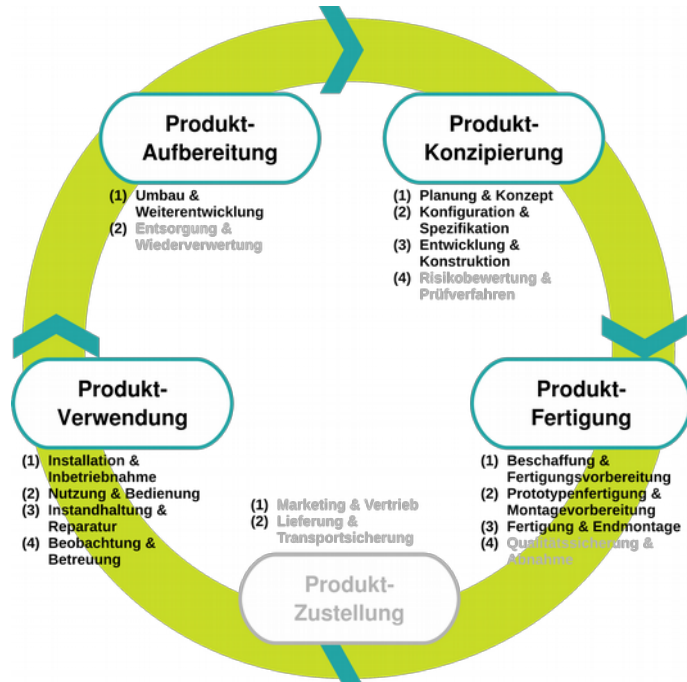 Produkt-
Aufbereitung
(1) Umbau &
Weiterentwicklung
(2) Entsorgung &
Wiederverwertung
Produkt-
Konzipierung
(1) Planung & Konzept
(2) Konfiguration &
Spezifikation
(3) Entwicklung &
Konstruktion
(4) Risikobewertung &
Prüfverfahren
Produkt-
Verwendung
(1) Installation &
Inbetriebnahme
(2) Nutzung & Bedienung
(3) Instandhaltung &
Reparatur
(4) Beobachtung &
Betreuung
Produkt-
Fertigung
(1) Beschaffung &
Fertigungsvorbereitung
(2) Prototypenfertigung &
Montagevorbereitung
(3) Fertigung & Endmontage
(4) Qualitätssicherung &
Abnahme
(1) Marketing & Vertrieb
(2) Lieferung &
Transportsicherung
Produkt-
Zustellung